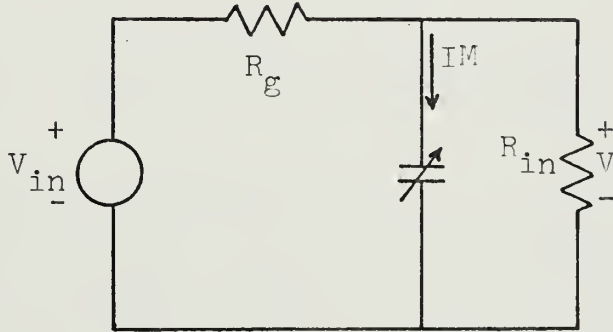 R_g
IM
+
V_in
-
R_in
+
V
-